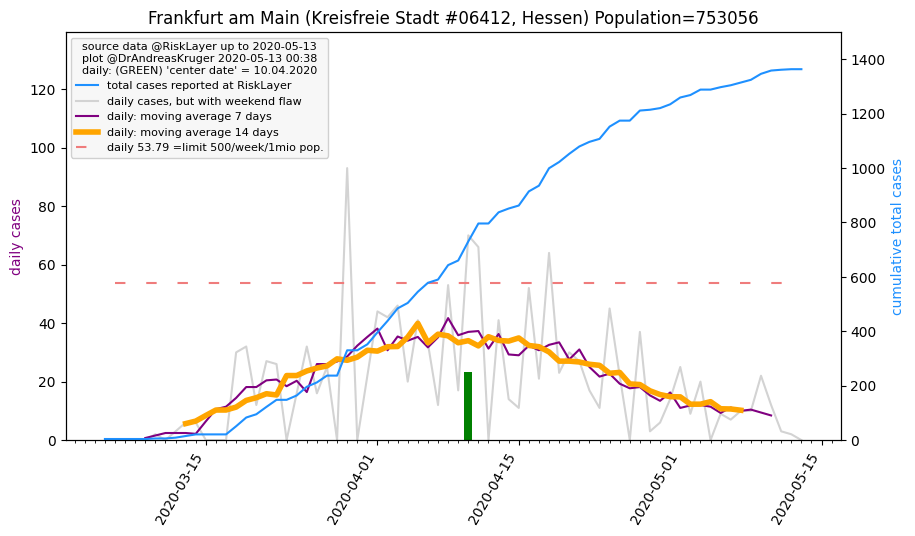 Frankfurt am Main (Kreisfreie Stadt #06412, Hessen) Population=753056
source data @RiskLayer up to 2020-05-13
plot @DrAndreasKruger 2020-05-13 00:38
daily: (GREEN) 'center date' = 10.04.2020
total cases reported at RiskLayer
daily cases, but with weekend flaw
daily: moving average 7 days
daily: moving average 14 days
daily 53.79 =limit 500/week/1mio pop.
daily cases
120
100
80
60
40
20
0
1400
1200
1000
800
600
400
200
0
cumulative total cases
2020-03-15
2020-04-01
2020-04-15
2020-05-01
2020-05-15